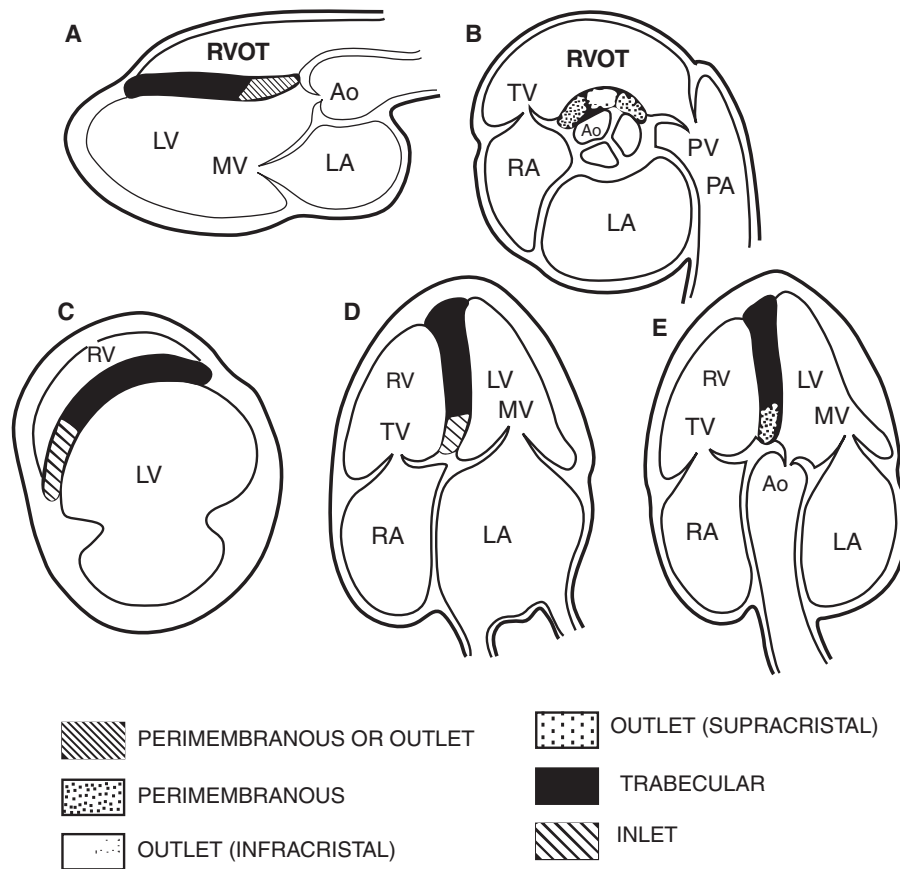 A
RVOT
Ao
LV
MV
LA
B
RVOT
TV
Ao
PV
RA
PA
LA
C
RV
LV
D
RV
LV
MV
TV
RA
LA
E
RV
LV
TV
MV
Ao
RA
LA
PERIMEMBRANOUS OR OUTLET
PERIMEMBRANOUS
OUTLET (INFRACRISTAL)
OUTLET (SUPRACRISTAL)
TRABECULAR
INLET